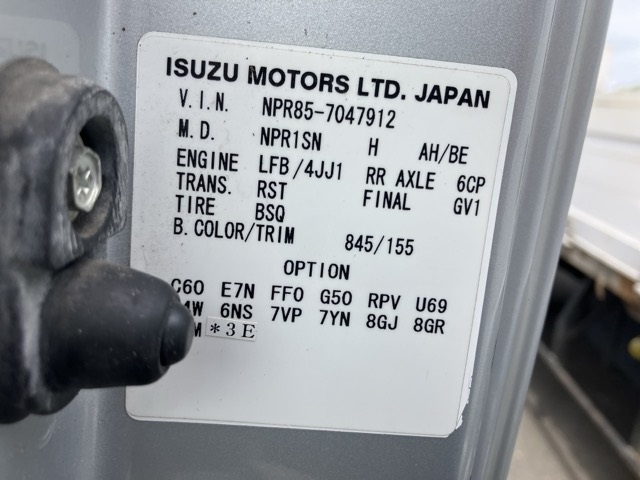 ISUZU MOTORS LTD. JAPAN
V.I.N. NPR85-7047912
M.D. NPR1SN H AH/BE
ENGINE LFB/4JJ1 RR AXLE 6CP
TRANS. RST FINAL GV1
TIRE BSQ
B.COLOR/TRIM 845/155
OPTION
C60 E7N FF0 G50 RPV U69
6NS 7VP 7YN 8GJ 8GR
*3E